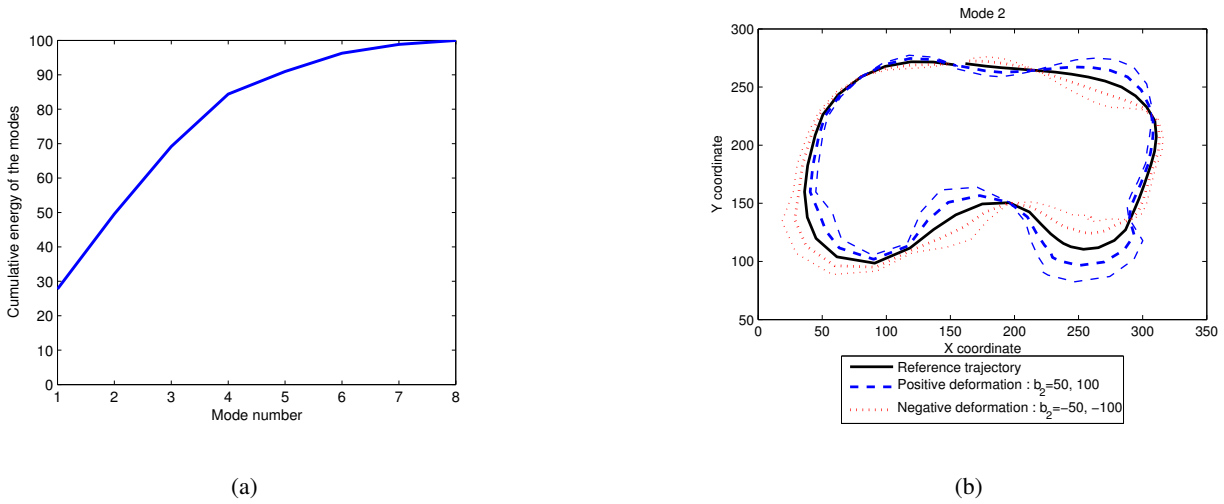 100
90
80
70
60
50
40
30
20
10
0
Cumulative energy of the modes
1 2 3 4 5 6 7 8
Mode number
(a)
Mode 2
300
250
200
150
100
50
Y coordinate
0 50 100 150 200 250 300 350
X coordinate
Reference trajectory
Positive deformation : b2=50, 100
Negative deformation : b2=−50, −100
(b)